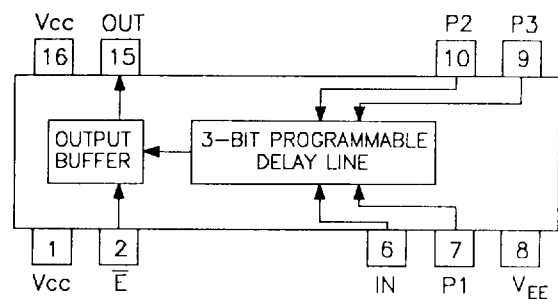 Vcc OUT P2 P3
16 15 10 9
OUTPUT BUFFER
3-BIT PROGRAMMABLE DELAY LINE
1 2 6 7 8
Vcc E̅ IN P1 VEE